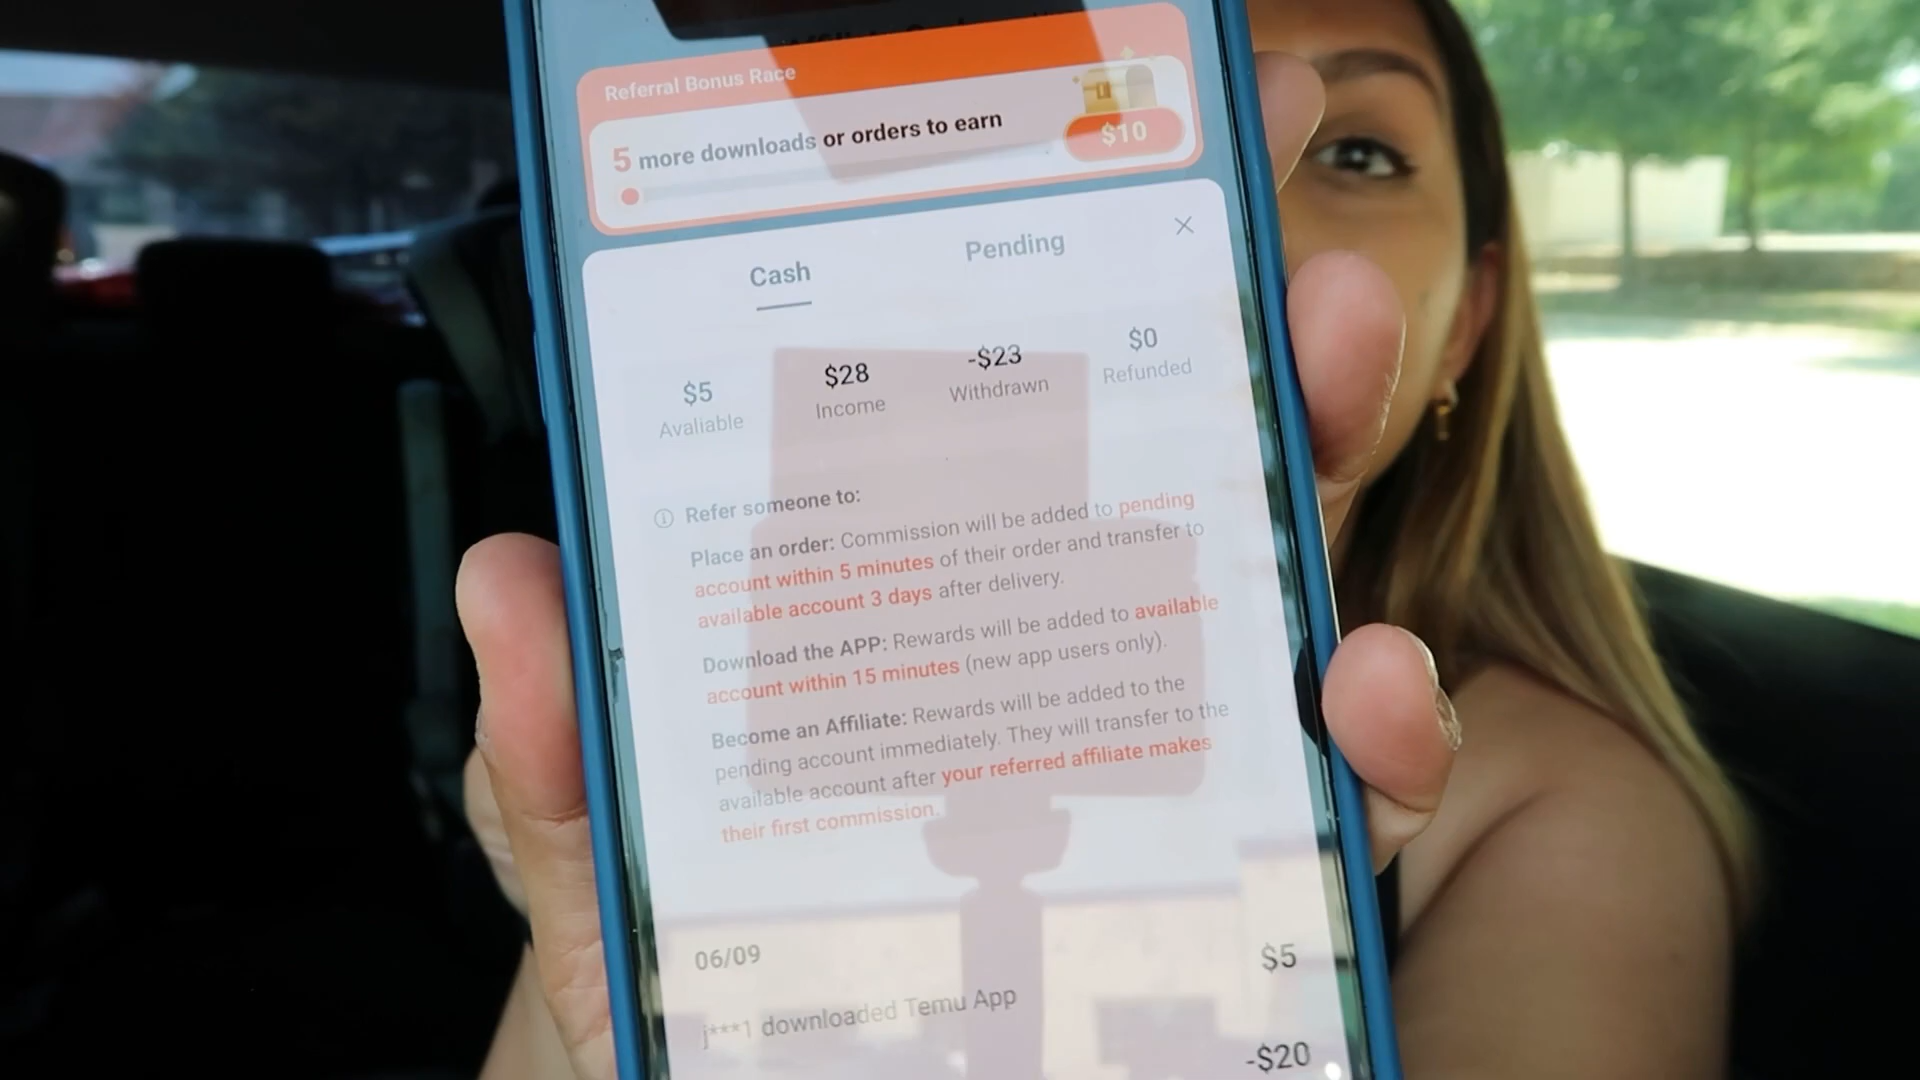 Referral Bonus Race
5 more downloads or orders to earn
$10
Cash
Pending
$5
Avaliable
$28
Income
-$23
Withdrawn
$0
Refunded
Refer someone to:
Place an order: Commission will be added to pending
account within 5 minutes of their order and transfer to
available account 3 days after delivery.
Download the APP: Rewards will be added to available
account within 15 minutes (new app users only).
Become an Affiliate: Rewards will be added to the
pending account immediately. They will transfer to the
available account after your referred affiliate makes
their first commission.
06/09
$5
j***1 downloaded Temu App
-$20